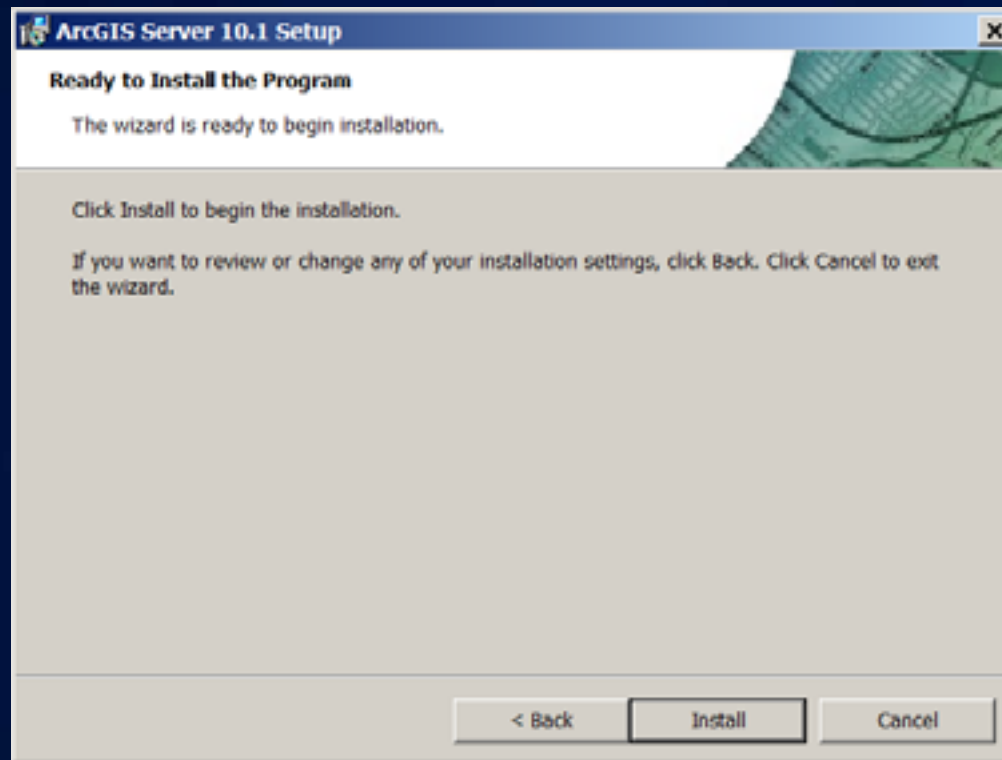 ArcGIS Server 10.1 Setup
Ready to Install the Program
The wizard is ready to begin installation.
Click Install to begin the installation.
If you want to review or change any of your installation settings, click Back. Click Cancel to exit
the wizard.
< Back Install Cancel